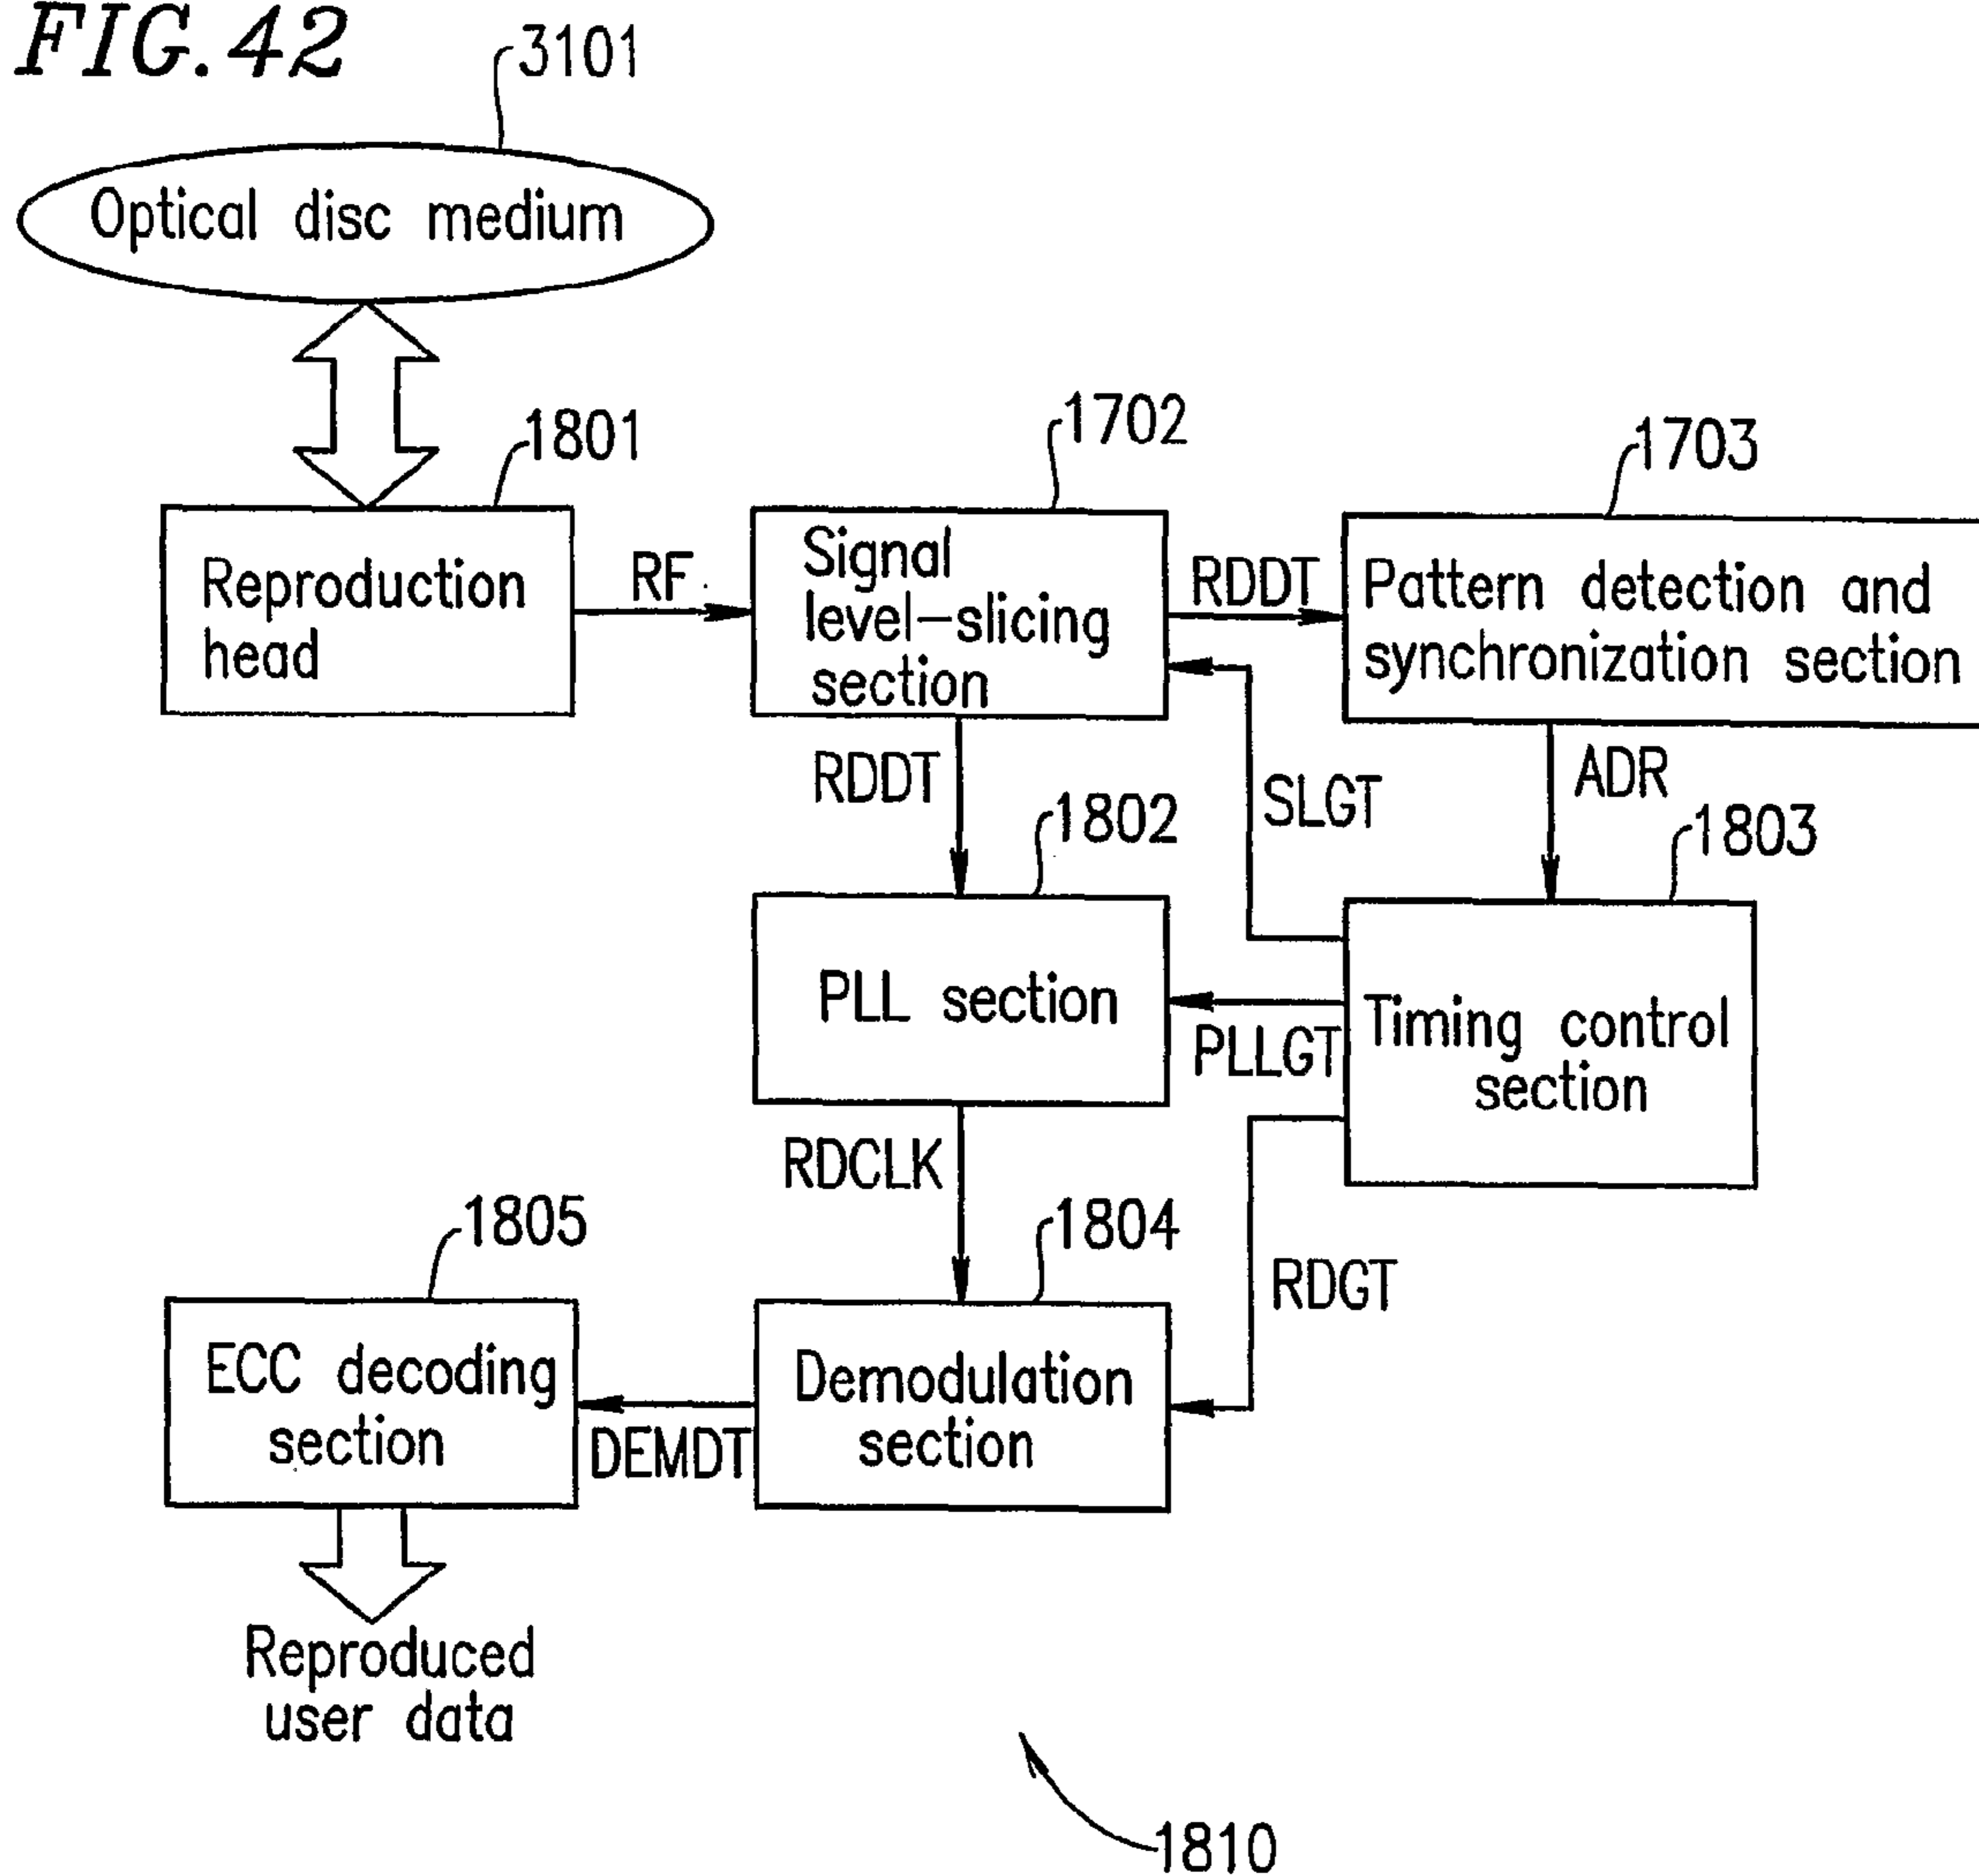 FIG.42
3101
Optical disc medium
1801
1702
1703
Reproduction
head
RF
Signal
level-slicing
section
RDDT
Pattern detection and
synchronization section
RDDT
SLGT
ADR
1802
1803
PLL section
PLLGT
Timing control
section
RDCLK
1805
1804
RDGT
ECC decoding
section
DEMDT
Demodulation
section
Reproduced
user data
1810